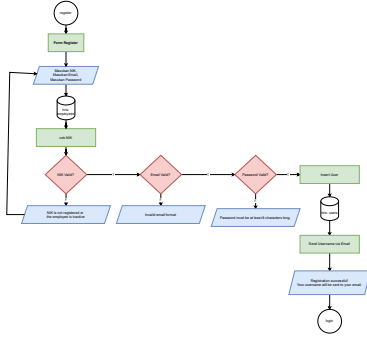 register
Form Register
Masukan NIK,
Masukan Email,
Masukan Password
employees
cek NIK
NIK Valid?
Email Valid?
Password Valid?
Insert User
users
NIK is not registered or
the employee is inactive
Invalid email format
Password must be at least 8 characters long.
Send Username via Email
Registration successful!
Your username will be sent to your email.
login